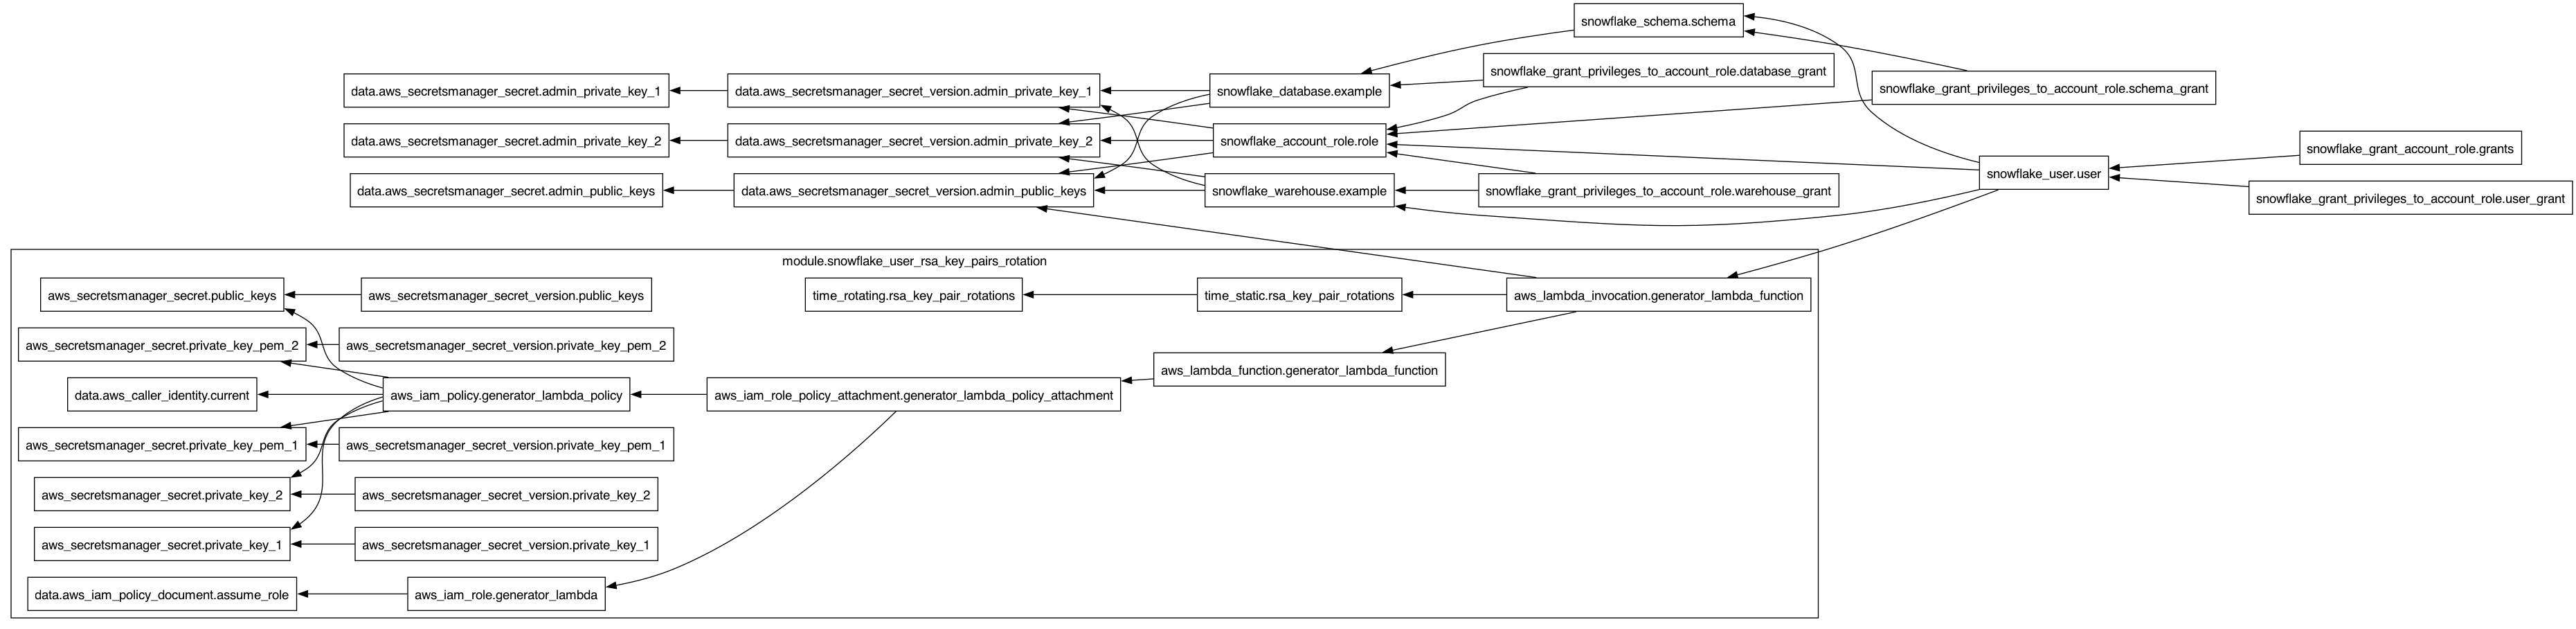 snowflake_schema.schema
snowflake_grant_privileges_to_account_role.database_grant
data.aws_secretsmanager_secret.admin_private_key_1
data.aws_secretsmanager_secret_version.admin_private_key_1
snowflake_database.example
snowflake_grant_privileges_to_account_role.schema_grant
data.aws_secretsmanager_secret.admin_private_key_2
data.aws_secretsmanager_secret_version.admin_private_key_2
snowflake_account_role.role
snowflake_grant_account_role.grants
snowflake_user.user
data.aws_secretsmanager_secret.admin_public_keys
data.aws_secretsmanager_secret_version.admin_public_keys
snowflake_warehouse.example
snowflake_grant_privileges_to_account_role.warehouse_grant
snowflake_grant_privileges_to_account_role.user_grant
module.snowflake_user_rsa_key_pairs_rotation
aws_secretsmanager_secret.public_keys
aws_secretsmanager_secret_version.public_keys
time_rotating.rsa_key_pair_rotations
time_static.rsa_key_pair_rotations
aws_lambda_invocation.generator_lambda_function
aws_secretsmanager_secret.private_key_pem_2
aws_secretsmanager_secret_version.private_key_pem_2
aws_lambda_function.generator_lambda_function
data.aws_caller_identity.current
aws_iam_policy.generator_lambda_policy
aws_iam_role_policy_attachment.generator_lambda_policy_attachment
aws_secretsmanager_secret.private_key_pem_1
aws_secretsmanager_secret_version.private_key_pem_1
aws_secretsmanager_secret.private_key_2
aws_secretsmanager_secret_version.private_key_2
aws_secretsmanager_secret.private_key_1
aws_secretsmanager_secret_version.private_key_1
data.aws_iam_policy_document.assume_role
aws_iam_role.generator_lambda